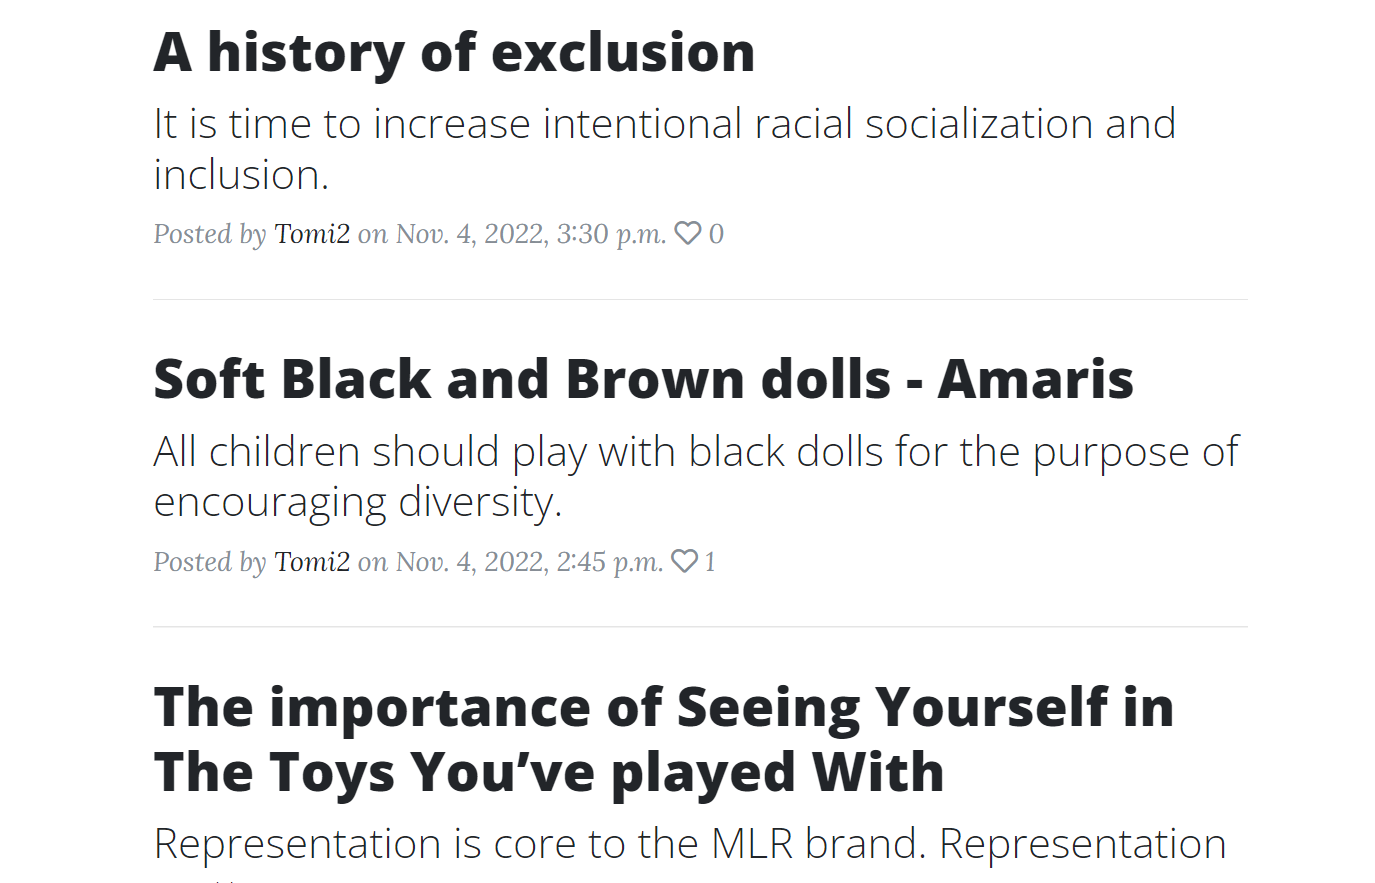 A history of exclusion
It is time to increase intentional racial socialization and
inclusion.
Posted by Tomi2 on Nov. 4, 2022, 3:30 p.m. 0
Soft Black and Brown dolls - Amaris
All children should play with black dolls for the purpose of
encouraging diversity.
Posted by Tomi2 on Nov. 4, 2022, 2:45 p.m. 1
The importance of Seeing Yourself in
The Toys You’ve played With
Representation is core to the MLR brand. Representation